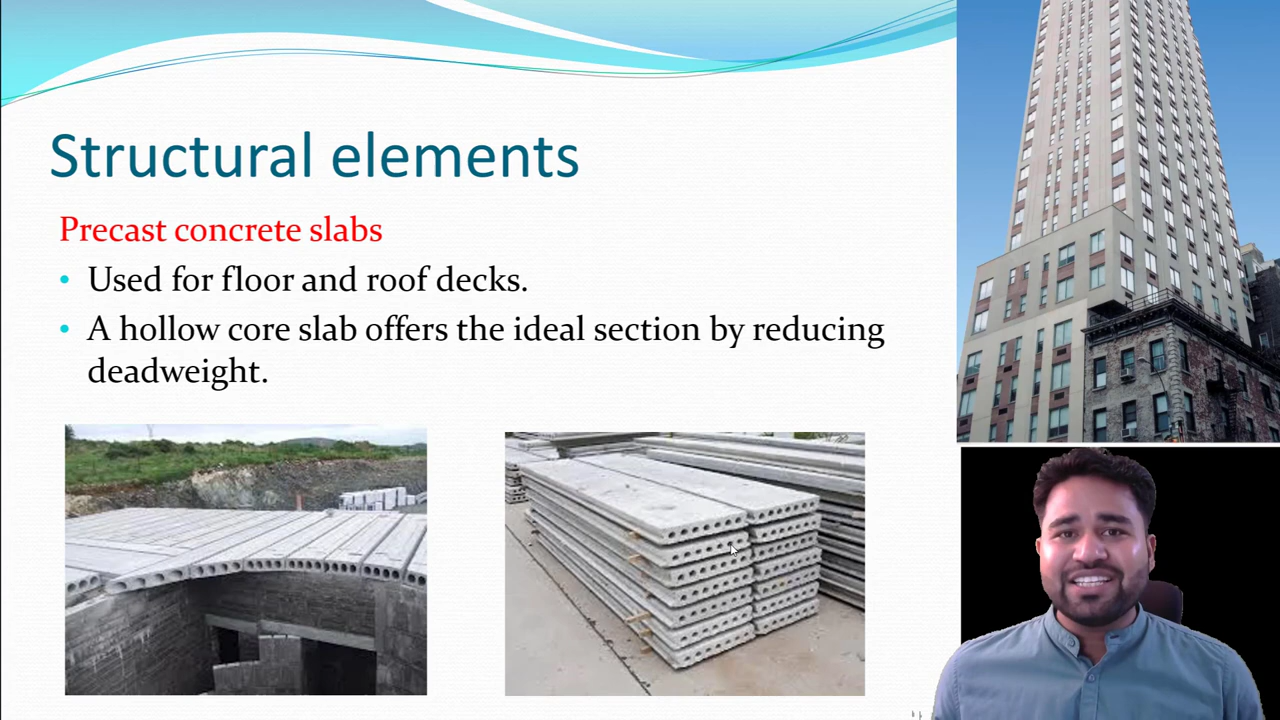 Structural elements
Precast concrete slabs
• Used for floor and roof decks.
• A hollow core slab offers the ideal section by reducing
deadweight.